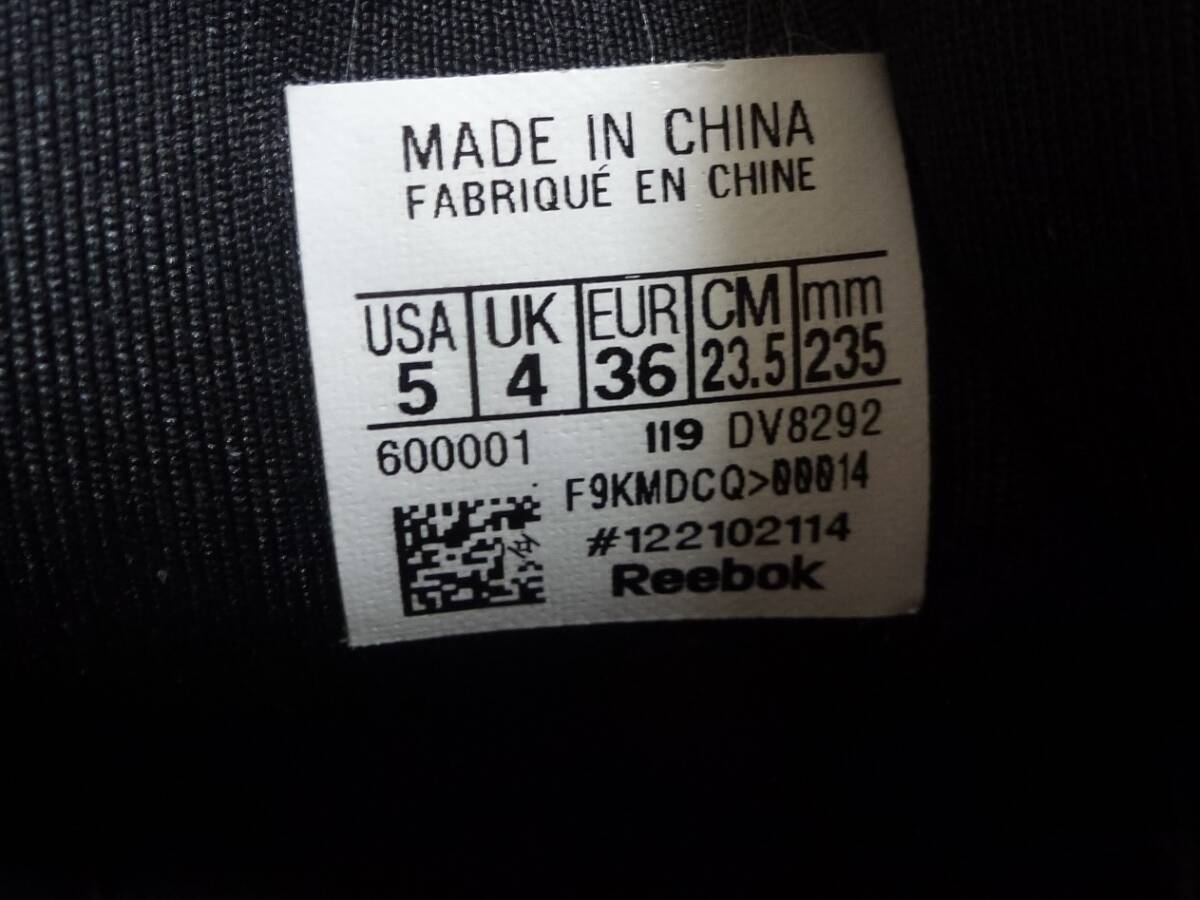 MADE IN CHINA
FABRIQUÉ EN CHINE
USA UK EUR CM mm
5 4 36 23.5 235
600001 119 DV8292
F9KMDCQ>00014
#122102114
Reebok